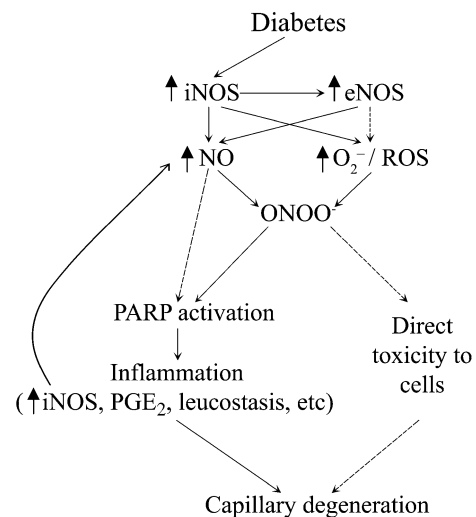 Diabetes
↑ iNOS ↑ eNOS
↑ NO ↑ O₂⁻ / ROS
ONOO⁻
PARP activation
Direct
toxicity to
cells
Inflammation
(↑iNOS, PGE₂, leucostasis, etc)
Capillary degeneration